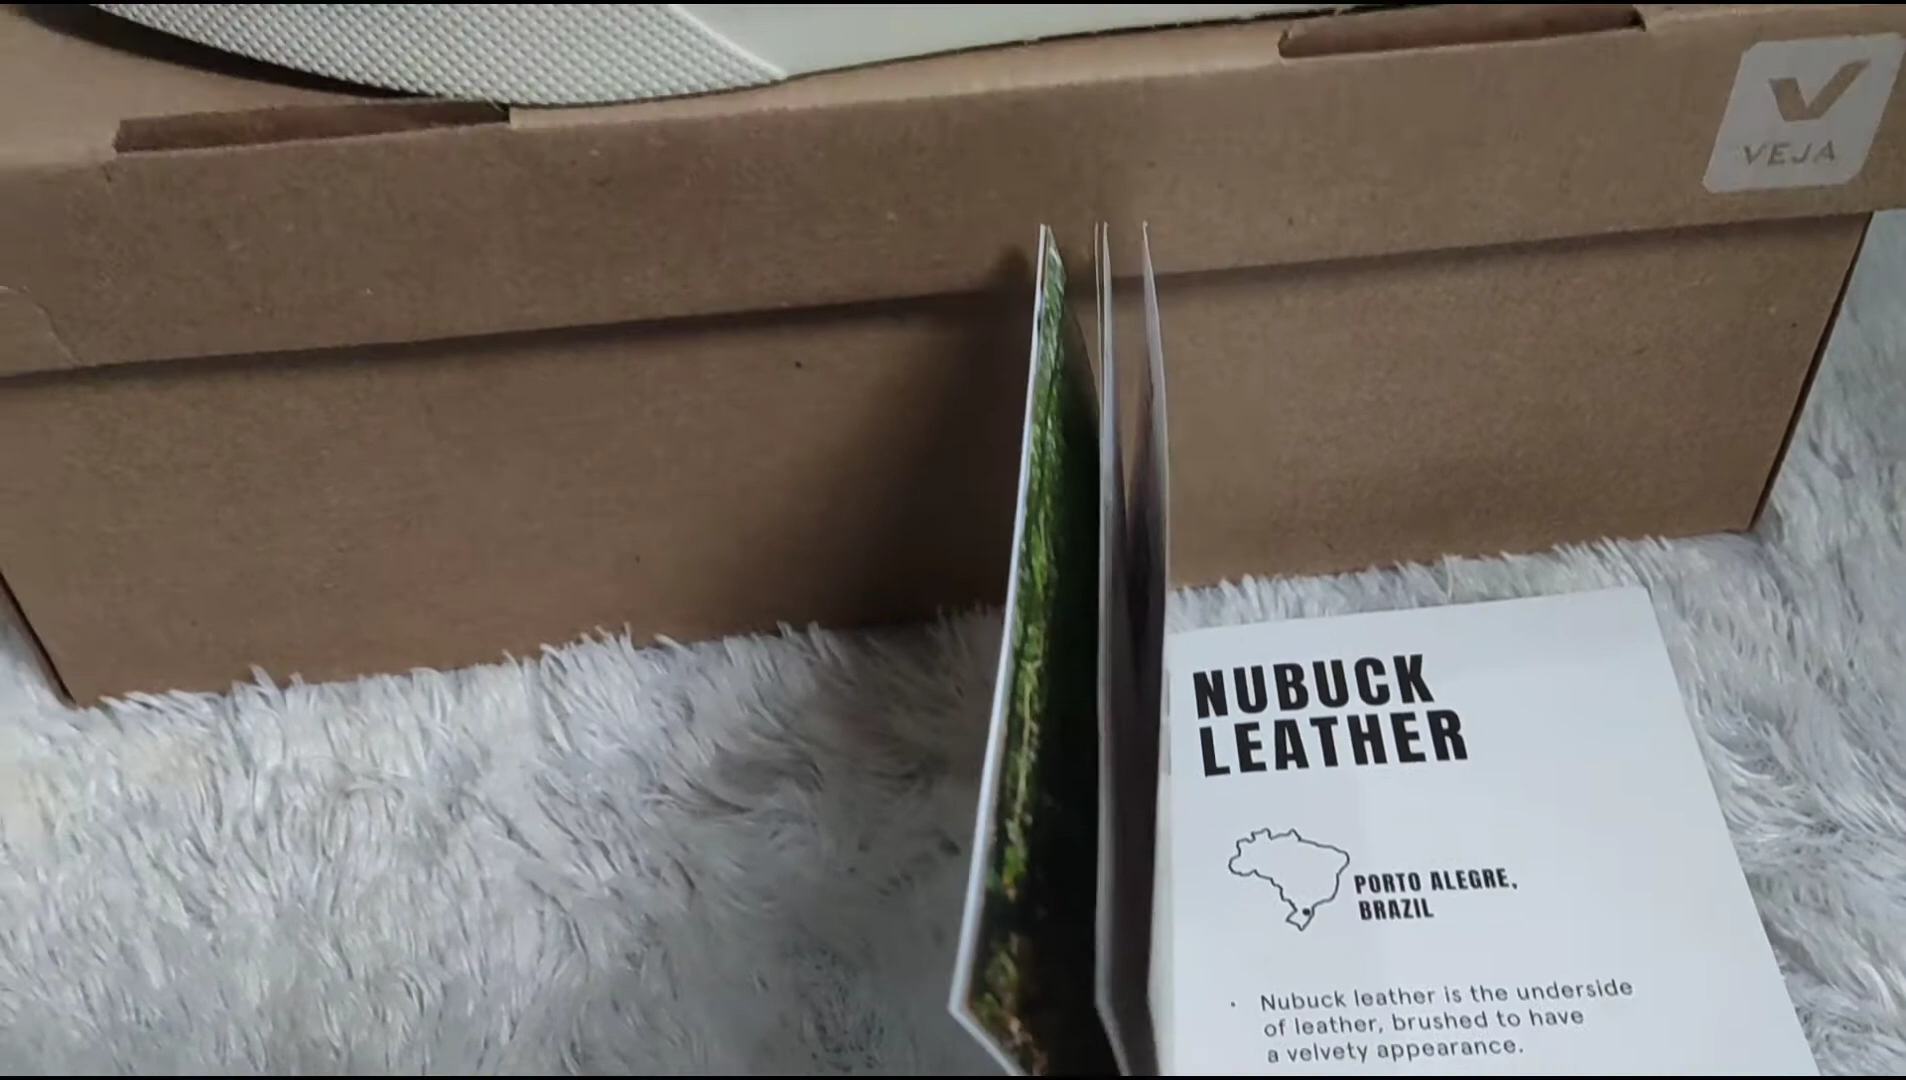 VEJA
NUBUCK
LEATHER
PORTO ALEGRE,
BRAZIL
• Nubuck leather is the underside
of leather, brushed to have
a velvety appearance.